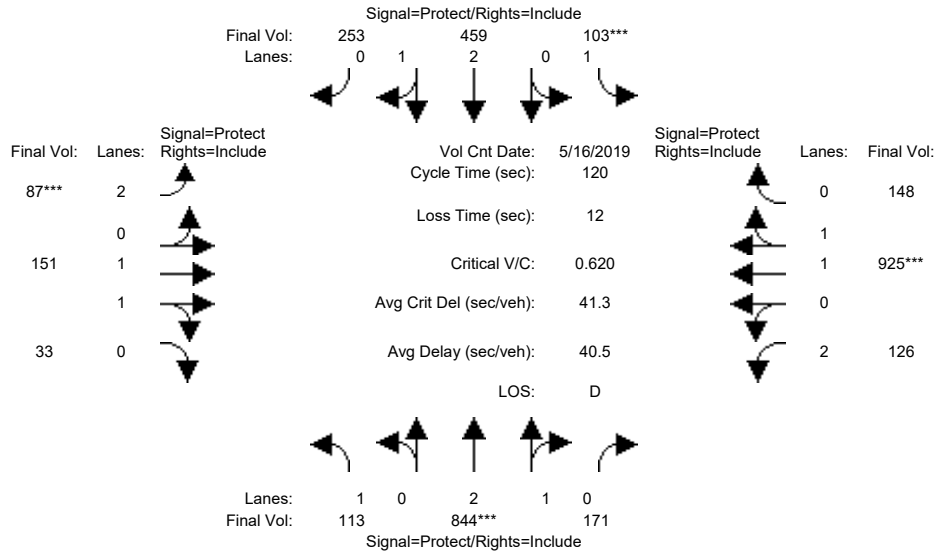 Signal=Protect/Rights=Include
Final Vol: 253 459 103***
Lanes: 0 1 2 0 1
Signal=Protect Signal=Protect
Final Vol: Lanes: Rights=Include Vol Cnt Date: 5/16/2019 Rights=Include Lanes: Final Vol:
Cycle Time (sec): 120
87*** 2 0 148
Loss Time (sec): 12
0 1
151 1 Critical V/C: 0.620 1 925***
1 Avg Crit Del (sec/veh): 41.3 0
33 0 Avg Delay (sec/veh): 40.5 2 126
LOS: D
Lanes: 1 0 2 1 0
Final Vol: 113 844*** 171
Signal=Protect/Rights=Include